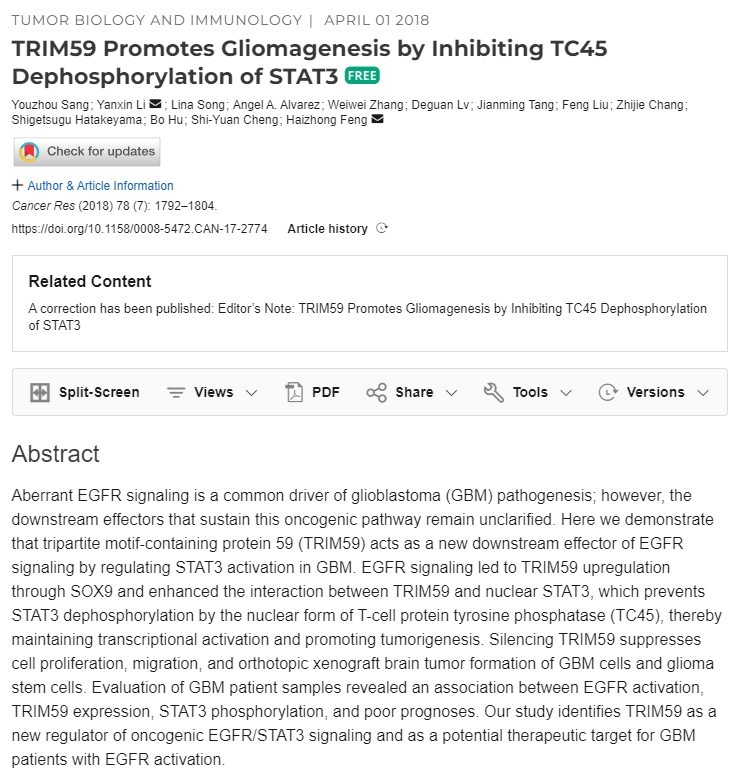 TUMOR BIOLOGY AND IMMUNOLOGY | APRIL 01 2018
TRIM59 Promotes Gliomagenesis by Inhibiting TC45
Dephosphorylation of STAT3 FREE
Youzhou Sang; Yanxin Li ; Lina Song; Angel A. Alvarez; Weiwei Zhang; Deguan Lv; Jianming Tang; Feng Liu; Zhijie Chang;
Shigetsugu Hatakeyama; Bo Hu; Shi-Yuan Cheng; Haizhong Feng
Check for updates
+ Author & Article Information
Cancer Res (2018) 78 (7): 1792–1804.
https://doi.org/10.1158/0008-5472.CAN-17-2774 Article history
Related Content
A correction has been published: Editor's Note: TRIM59 Promotes Gliomagenesis by Inhibiting TC45 Dephosphorylation
of STAT3
Split-Screen Views PDF Share Tools Versions
Abstract
Aberrant EGFR signaling is a common driver of glioblastoma (GBM) pathogenesis; however, the
downstream effectors that sustain this oncogenic pathway remain unclarified. Here we demonstrate
that tripartite motif-containing protein 59 (TRIM59) acts as a new downstream effector of EGFR
signaling by regulating STAT3 activation in GBM. EGFR signaling led to TRIM59 upregulation
through SOX9 and enhanced the interaction between TRIM59 and nuclear STAT3, which prevents
STAT3 dephosphorylation by the nuclear form of T-cell protein tyrosine phosphatase (TC45), thereby
maintaining transcriptional activation and promoting tumorigenesis. Silencing TRIM59 suppresses
cell proliferation, migration, and orthotopic xenograft brain tumor formation of GBM cells and glioma
stem cells. Evaluation of GBM patient samples revealed an association between EGFR activation,
TRIM59 expression, STAT3 phosphorylation, and poor prognoses. Our study identifies TRIM59 as a
new regulator of oncogenic EGFR/STAT3 signaling and as a potential therapeutic target for GBM
patients with EGFR activation.